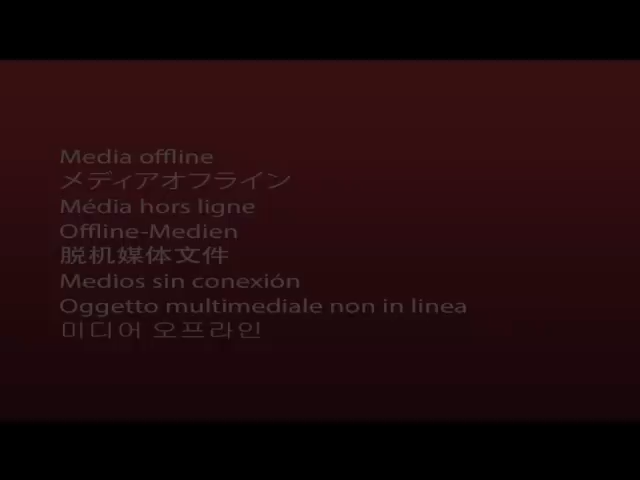 Media offline
メディアオフライン
Média hors ligne
Offline-Medien
脱机媒体文件
Medios sin conexión
Oggetto multimediale non in linea
미디어 오프라인